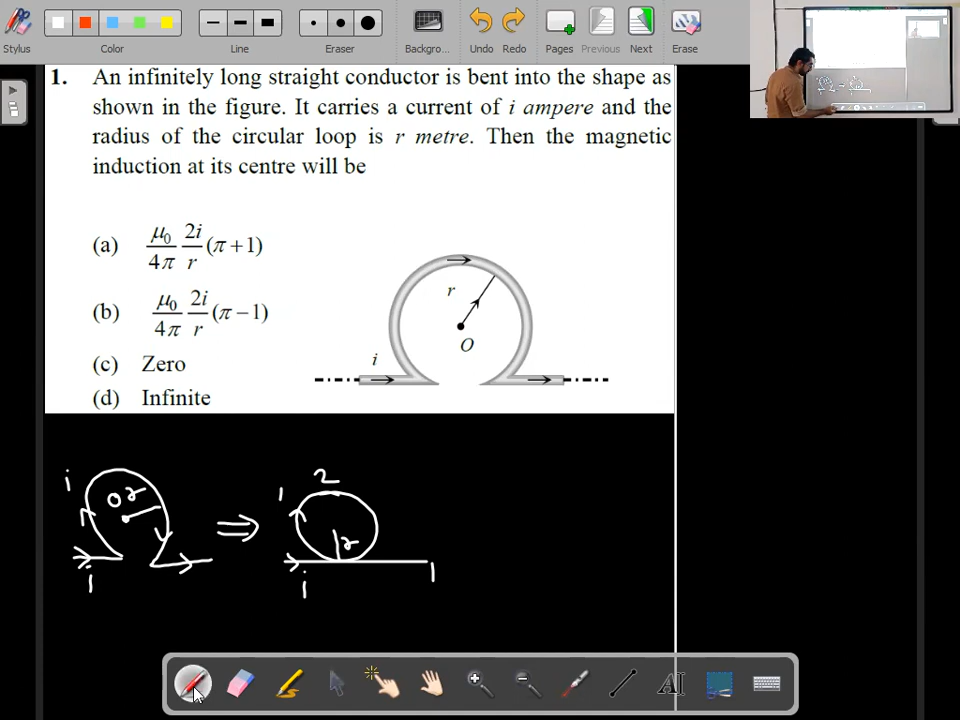 Stylus
Color
Line
Eraser
Backgro...
Undo
Redo
Pages
Previous
Next
Erase
1. An infinitely long straight conductor is bent into the shape as
shown in the figure. It carries a current of i ampere and the
radius of the circular loop is r metre. Then the magnetic
induction at its centre will be
(a) μ0/4π 2i/r (π + 1)
(b) μ0/4π 2i/r (π − 1)
(c) Zero
(d) Infinite
r
O
i
i
O r
i
⇒
i
2
r
i
1